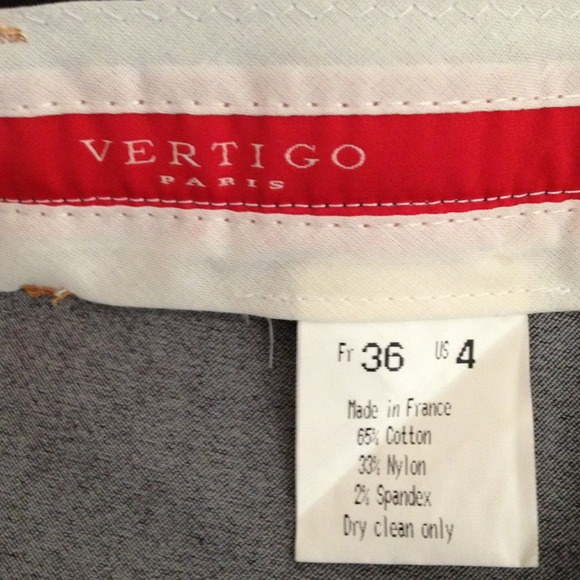 VERTIGO
PARIS
Fr 36 US 4
Made in France
65% Cotton
33% Nylon
2% Spandex
Dry clean only